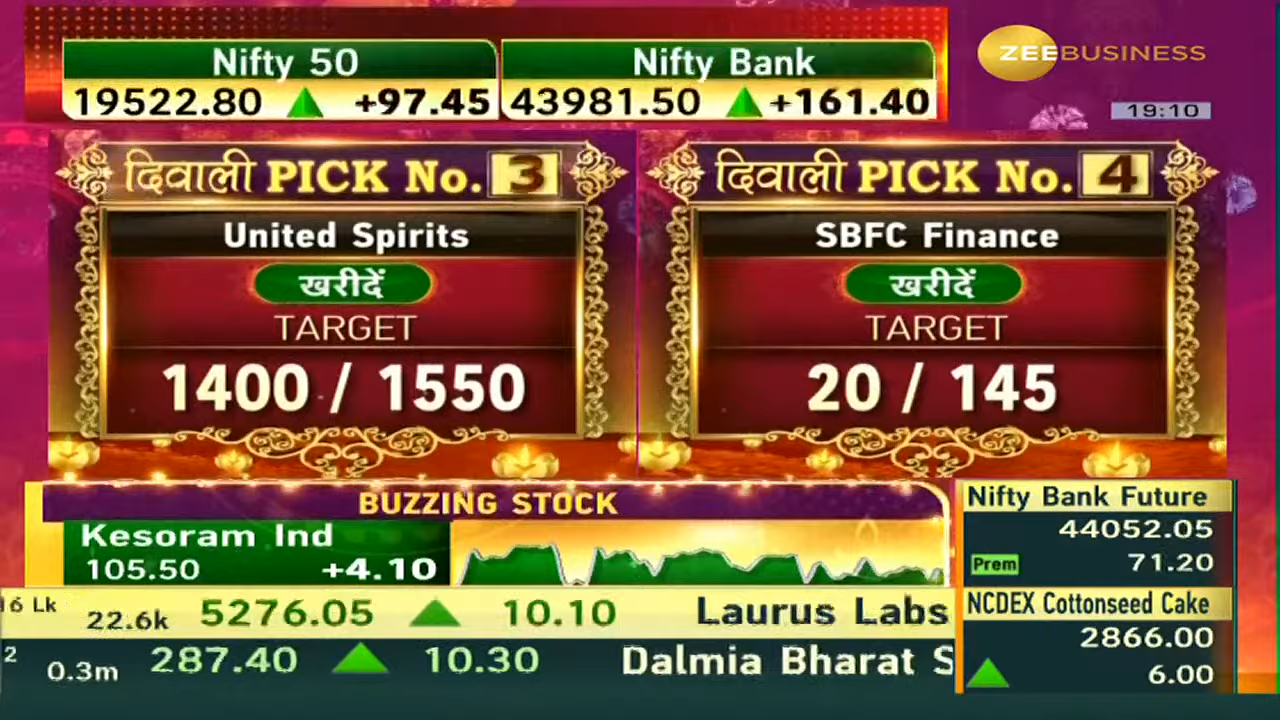 Nifty 50
19522.80 ▲ +97.45
Nifty Bank
43981.50 ▲ +161.40
ZEEBUSINESS
19:10
दिवाली PICK No. 3
United Spirits
खरीदें
TARGET
1400 / 1550
दिवाली PICK No. 4
SBFC Finance
खरीदें
TARGET
20 / 145
BUZZING STOCK
Kesoram Ind
105.50 +4.10
Nifty Bank Future
44052.05
Prem 71.20
NCDEX Cottonseed Cake
2866.00
▲ 6.00
6 Lk 22.6k 5276.05 ▲ 10.10 Laurus Labs
2 0.3m 287.40 ▲ 10.30 Dalmia Bharat S